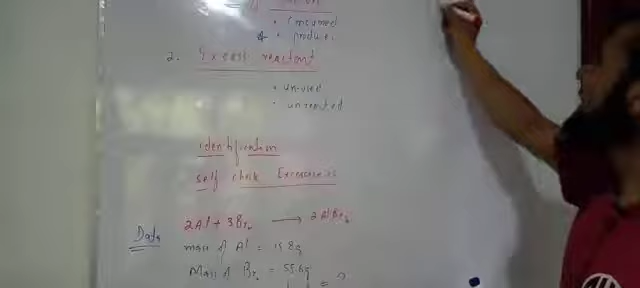 • Consumed
• produce.
2. Excess reactant
• un-used
• unreacted
identification
self check Exercise
2Al + 3Br₂ → 2AlBr₃
Data
mass of Al = 15.8g
Mass of Br₂ = 55.6g
= ?